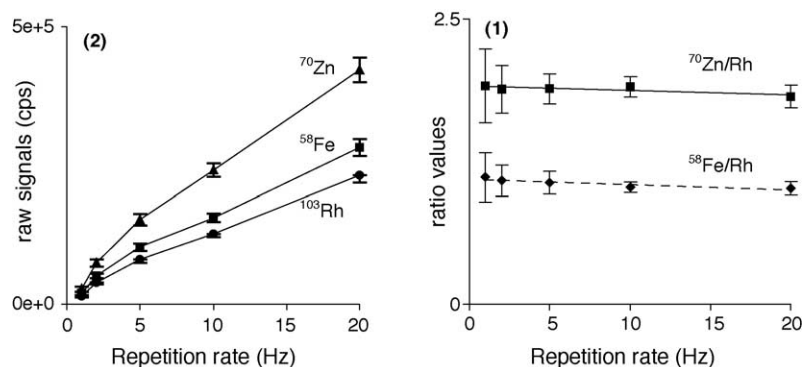 5e+5
(2)
⁷⁰Zn
⁵⁸Fe
¹⁰³Rh
raw signals (cps)
0e+0
0 5 10 15 20
Repetition rate (Hz)
2.5
(1)
⁷⁰Zn/Rh
⁵⁸Fe/Rh
ratio values
0
0 5 10 15 20
Repetition rate (Hz)